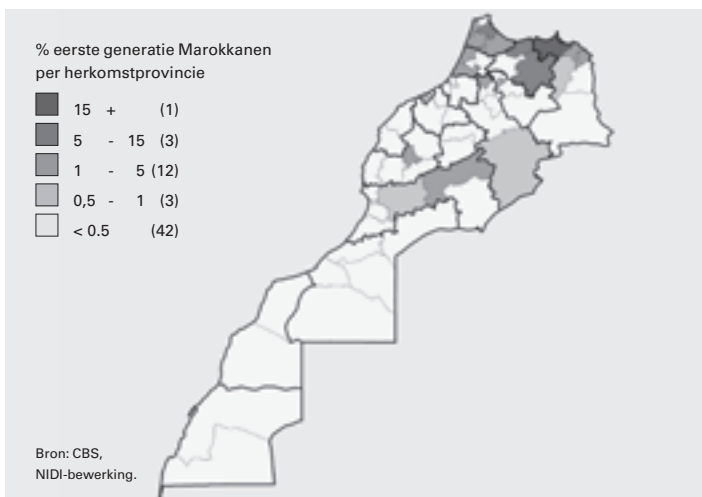 % eerste generatie Marokkanen
per herkomstprovincie
15 + (1)
5 - 15 (3)
1 - 5 (12)
0,5 - 1 (3)
< 0.5 (42)
Bron: CBS,
NIDI-bewerking.